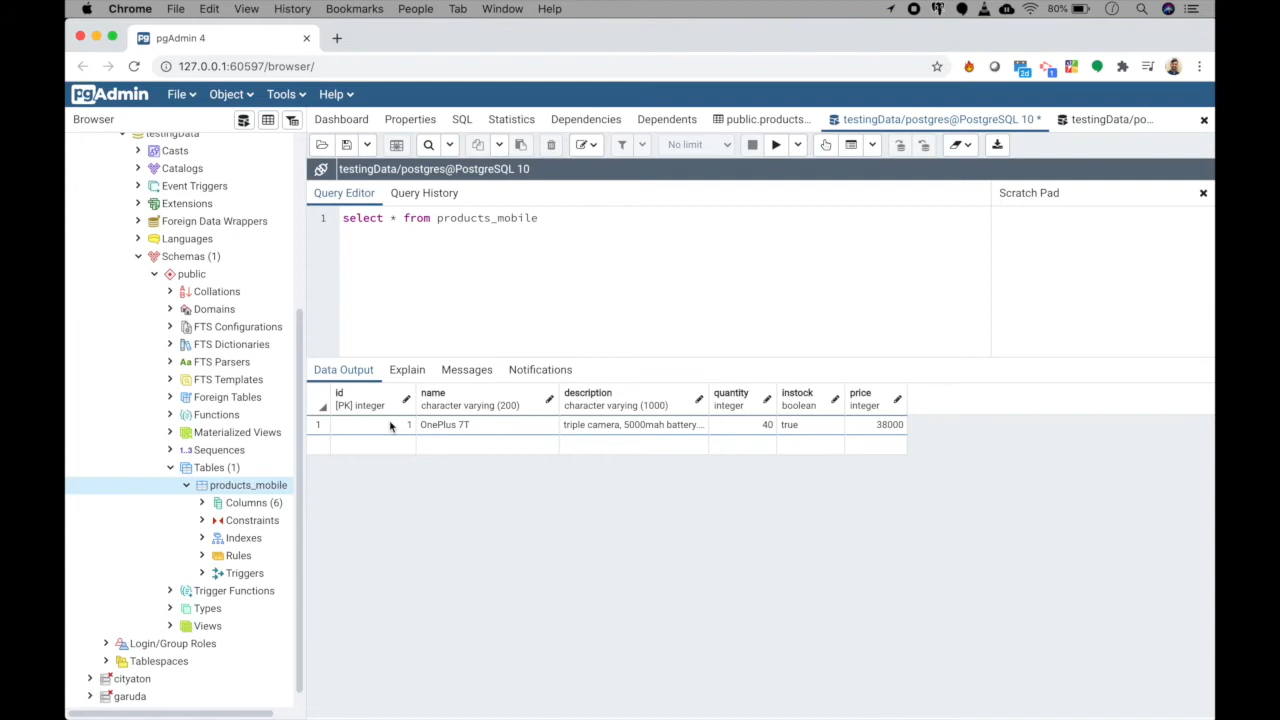 Chrome File Edit View History Bookmarks People Tab Window Help 80%
pgAdmin 4
127.0.0.1:60597/browser/
2d 1
pgAdmin File Object Tools Help
Browser Dashboard Properties SQL Statistics Dependencies Dependents public.products... testingData/postgres@PostgreSQL 10 * testingData/po...
testingData
Casts
Catalogs
Event Triggers
Extensions
Foreign Data Wrappers
Languages
Schemas (1)
public
Collations
Domains
FTS Configurations
FTS Dictionaries
Aa FTS Parsers
FTS Templates
Foreign Tables
Functions
Materialized Views
1..3 Sequences
Tables (1)
products_mobile
Columns (6)
Constraints
Indexes
Rules
Triggers
Trigger Functions
Types
Views
Login/Group Roles
Tablespaces
cityaton
garuda
No limit
testingData/postgres@PostgreSQL 10
Query Editor Query History Scratch Pad
1 select * from products_mobile
Data Output Explain Messages Notifications
id name description quantity instock price
[PK] integer character varying (200) character varying (1000) integer boolean integer
1 1 OnePlus 7T triple camera, 5000mah battery.... 40 true 38000